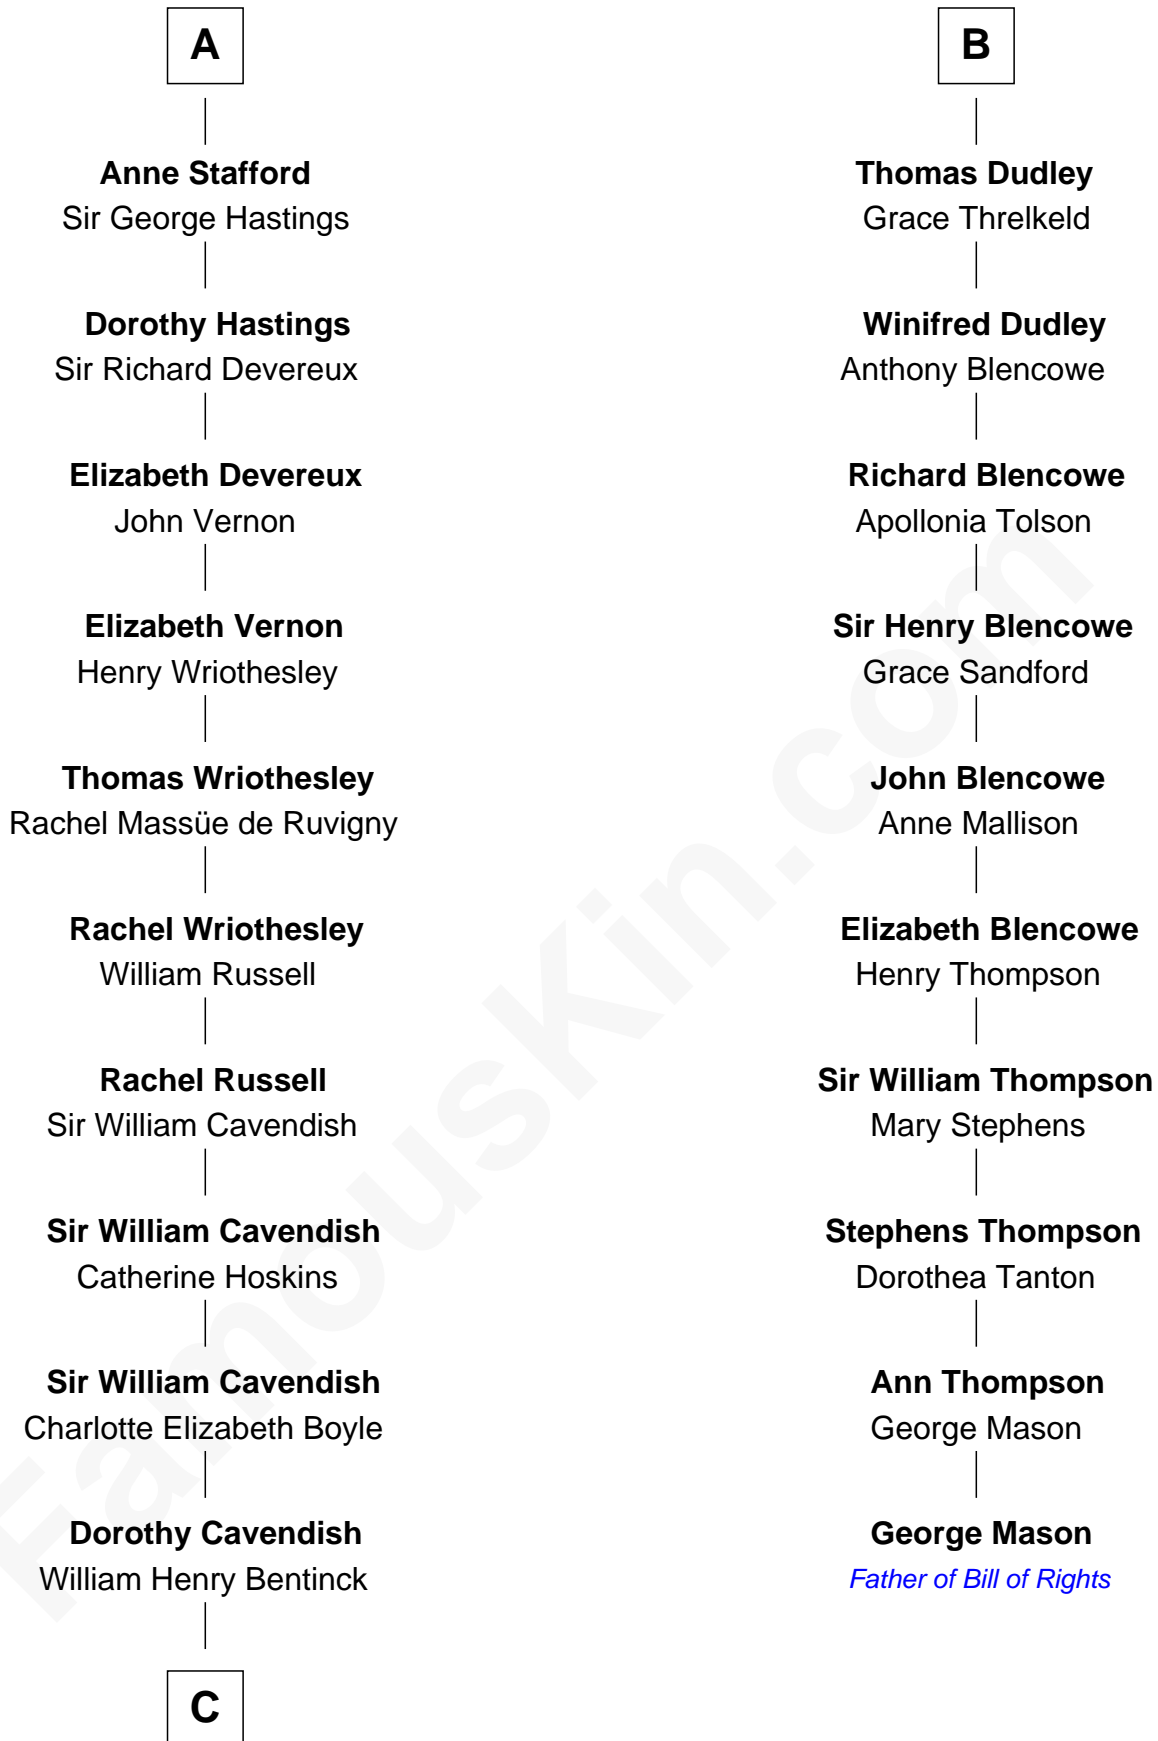 A
Anne Stafford
Sir George Hastings
Dorothy Hastings
Sir Richard Devereux
Elizabeth Devereux
John Vernon
Elizabeth Vernon
Henry Wriothesley
Thomas Wriothesley
Rachel Massüe de Ruvigny
Rachel Wriothesley
William Russell
Rachel Russell
Sir William Cavendish
Sir William Cavendish
Catherine Hoskins
Sir William Cavendish
Charlotte Elizabeth Boyle
Dorothy Cavendish
William Henry Bentinck
C
B
Thomas Dudley
Grace Threlkeld
Winifred Dudley
Anthony Blencowe
Richard Blencowe
Apollonia Tolson
Sir Henry Blencowe
Grace Sandford
John Blencowe
Anne Mallison
Elizabeth Blencowe
Henry Thompson
Sir William Thompson
Mary Stephens
Stephens Thompson
Dorothea Tanton
Ann Thompson
George Mason
George Mason
Father of Bill of Rights
FamousKin.com